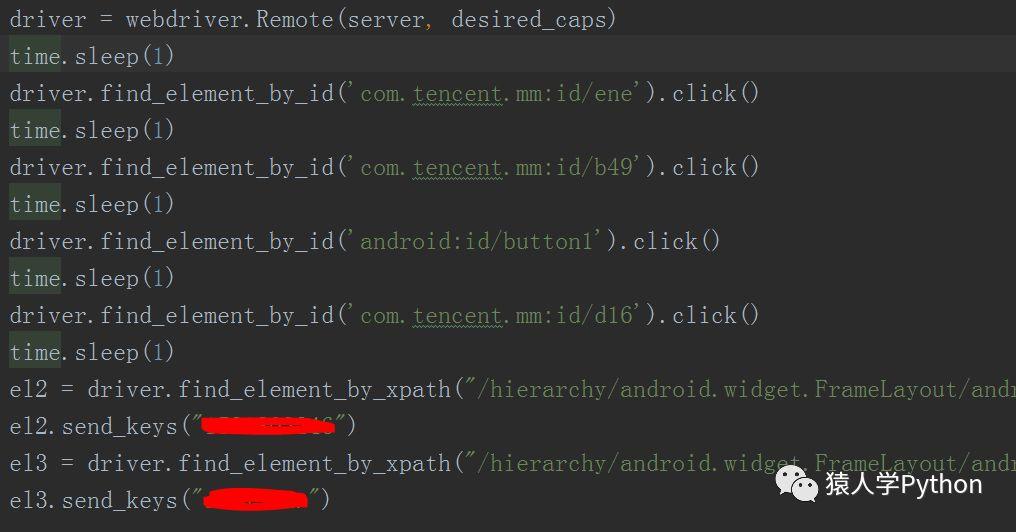 driver = webdriver.Remote(server, desired_caps)
time.sleep(1)
driver.find_element_by_id('com.tencent.mm:id/ene').click()
time.sleep(1)
driver.find_element_by_id('com.tencent.mm:id/b49').click()
time.sleep(1)
driver.find_element_by_id('android:id/button1').click()
time.sleep(1)
driver.find_element_by_id('com.tencent.mm:id/d16').click()
time.sleep(1)
el2 = driver.find_element_by_xpath("/hierarchy/android.widget.FrameLayout/and
el2.send_keys("")
el3 = driver.find_element_by_xpath("/hierarchy/android.widget.FrameLayout/and
el3.send_keys("")
猿人学Python